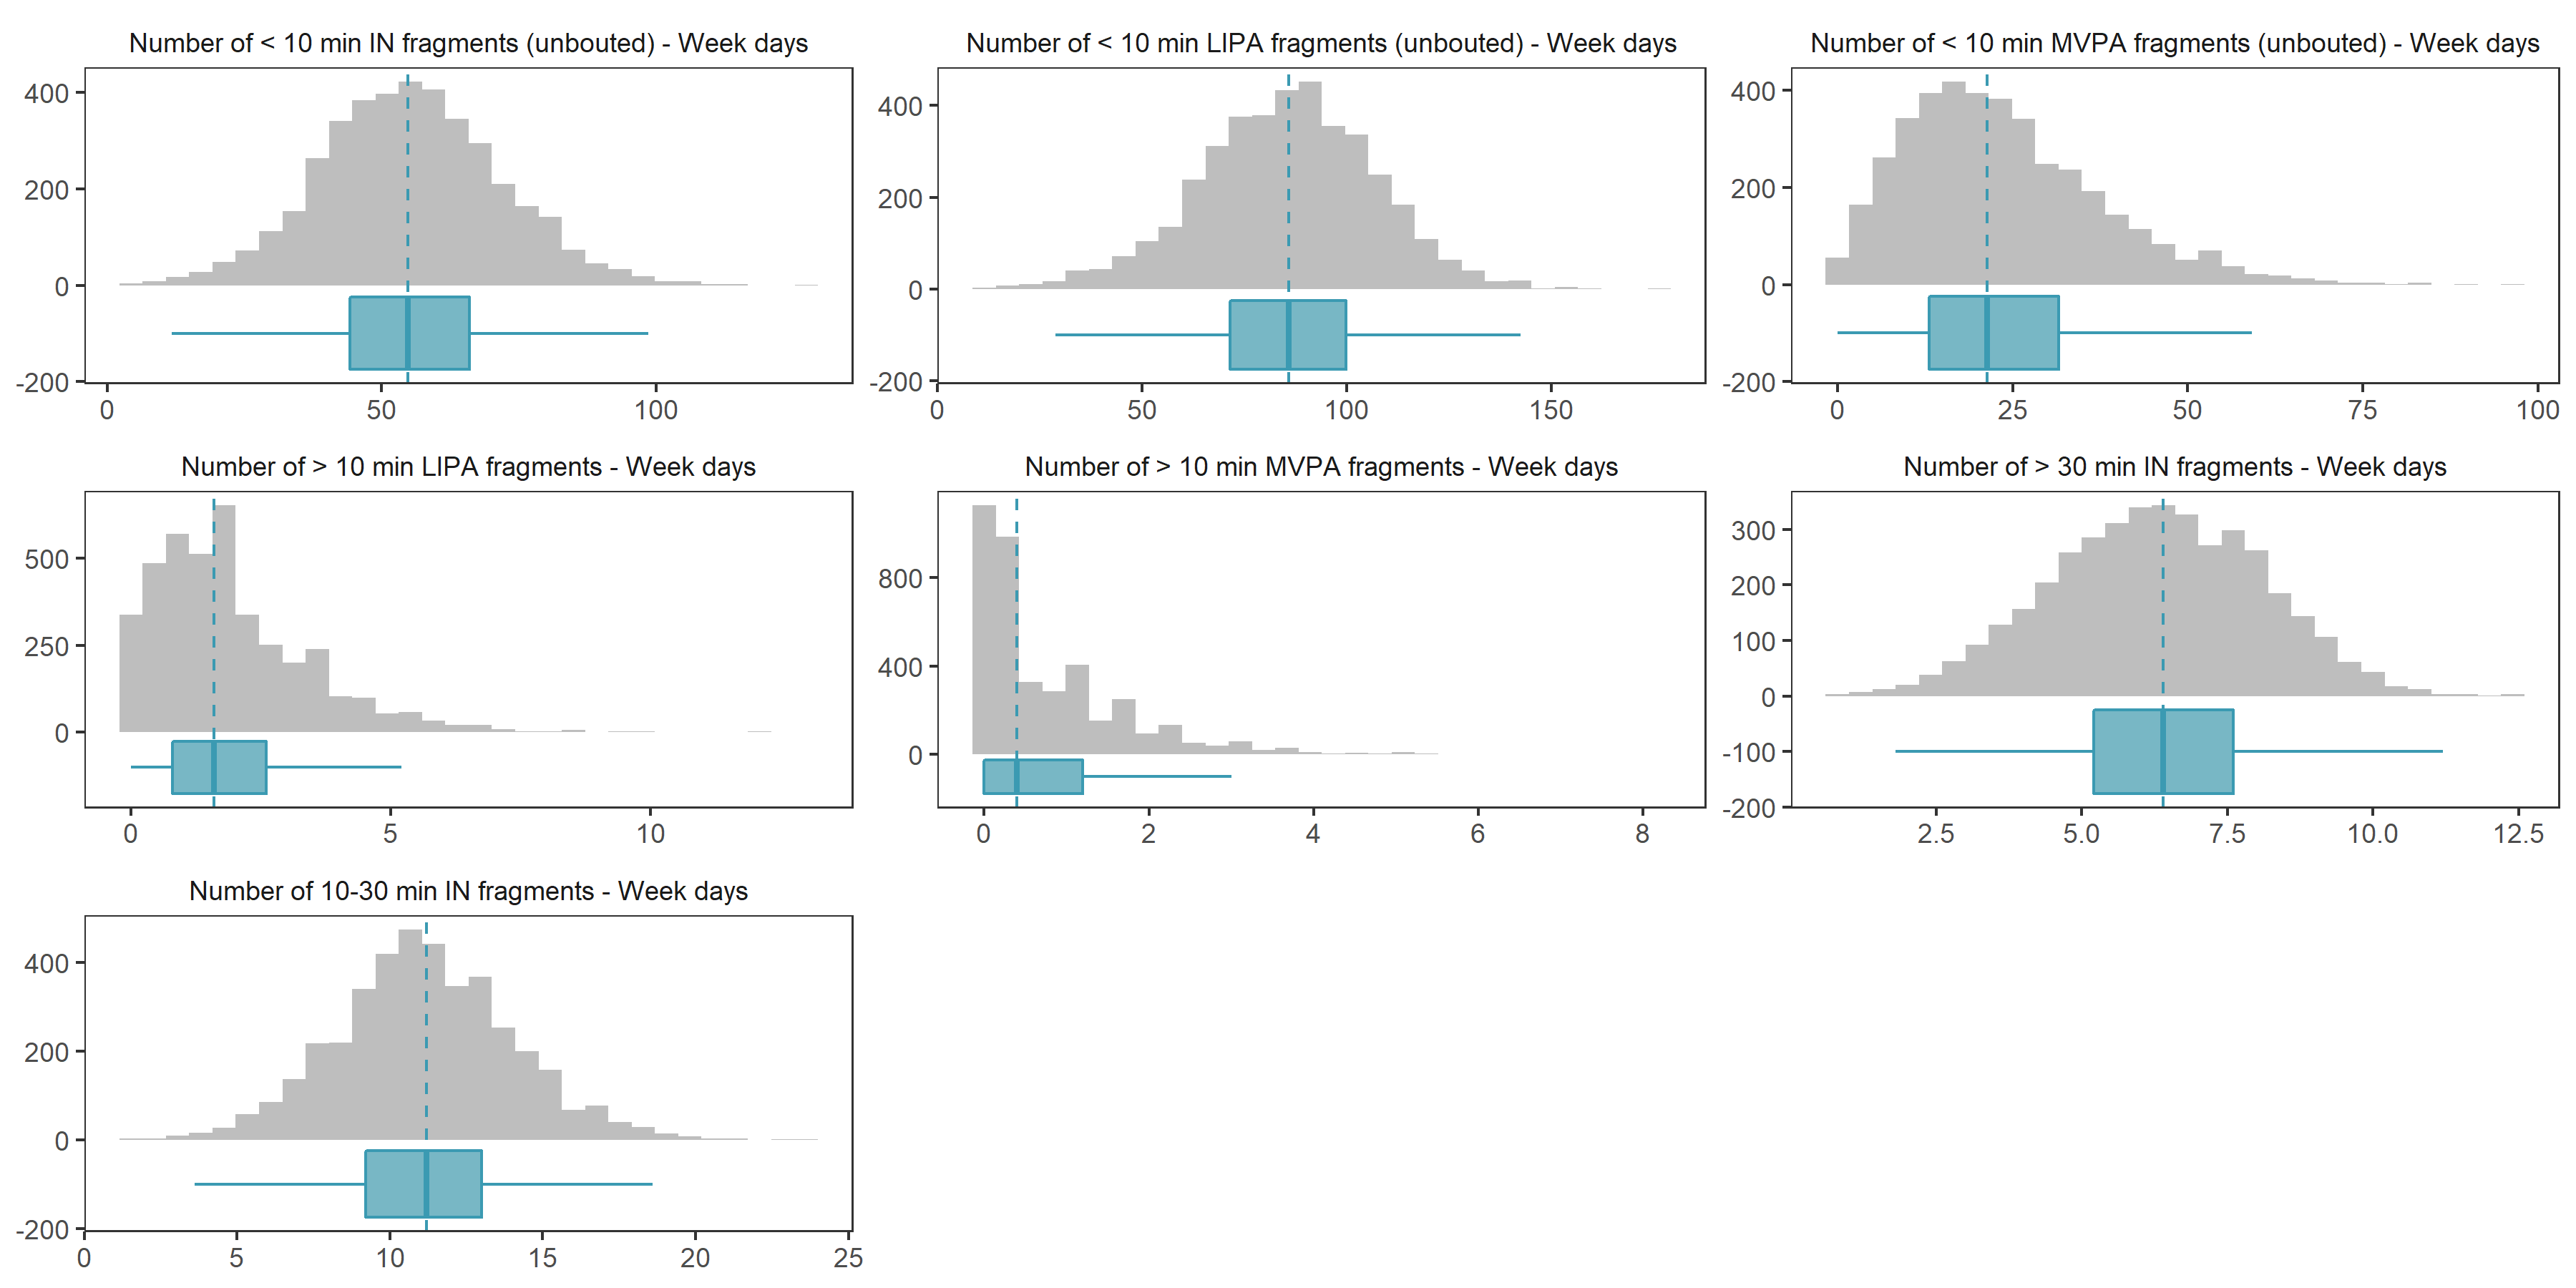 Number of < 10 min IN fragments (unbouted) - Week days
400
200
0
-200
0 50 100
Number of < 10 min LIPA fragments (unbouted) - Week days
400
200
0
-200
0 50 100 150
Number of < 10 min MVPA fragments (unbouted) - Week days
400
200
0
-200
0 25 50 75 100
Number of > 10 min LIPA fragments - Week days
500
250
0
0 5 10
Number of > 10 min MVPA fragments - Week days
800
400
0
0 2 4 6 8
Number of > 30 min IN fragments - Week days
300
200
100
0
-100
-200
2.5 5.0 7.5 10.0 12.5
Number of 10-30 min IN fragments - Week days
400
200
0
-200
0 5 10 15 20 25